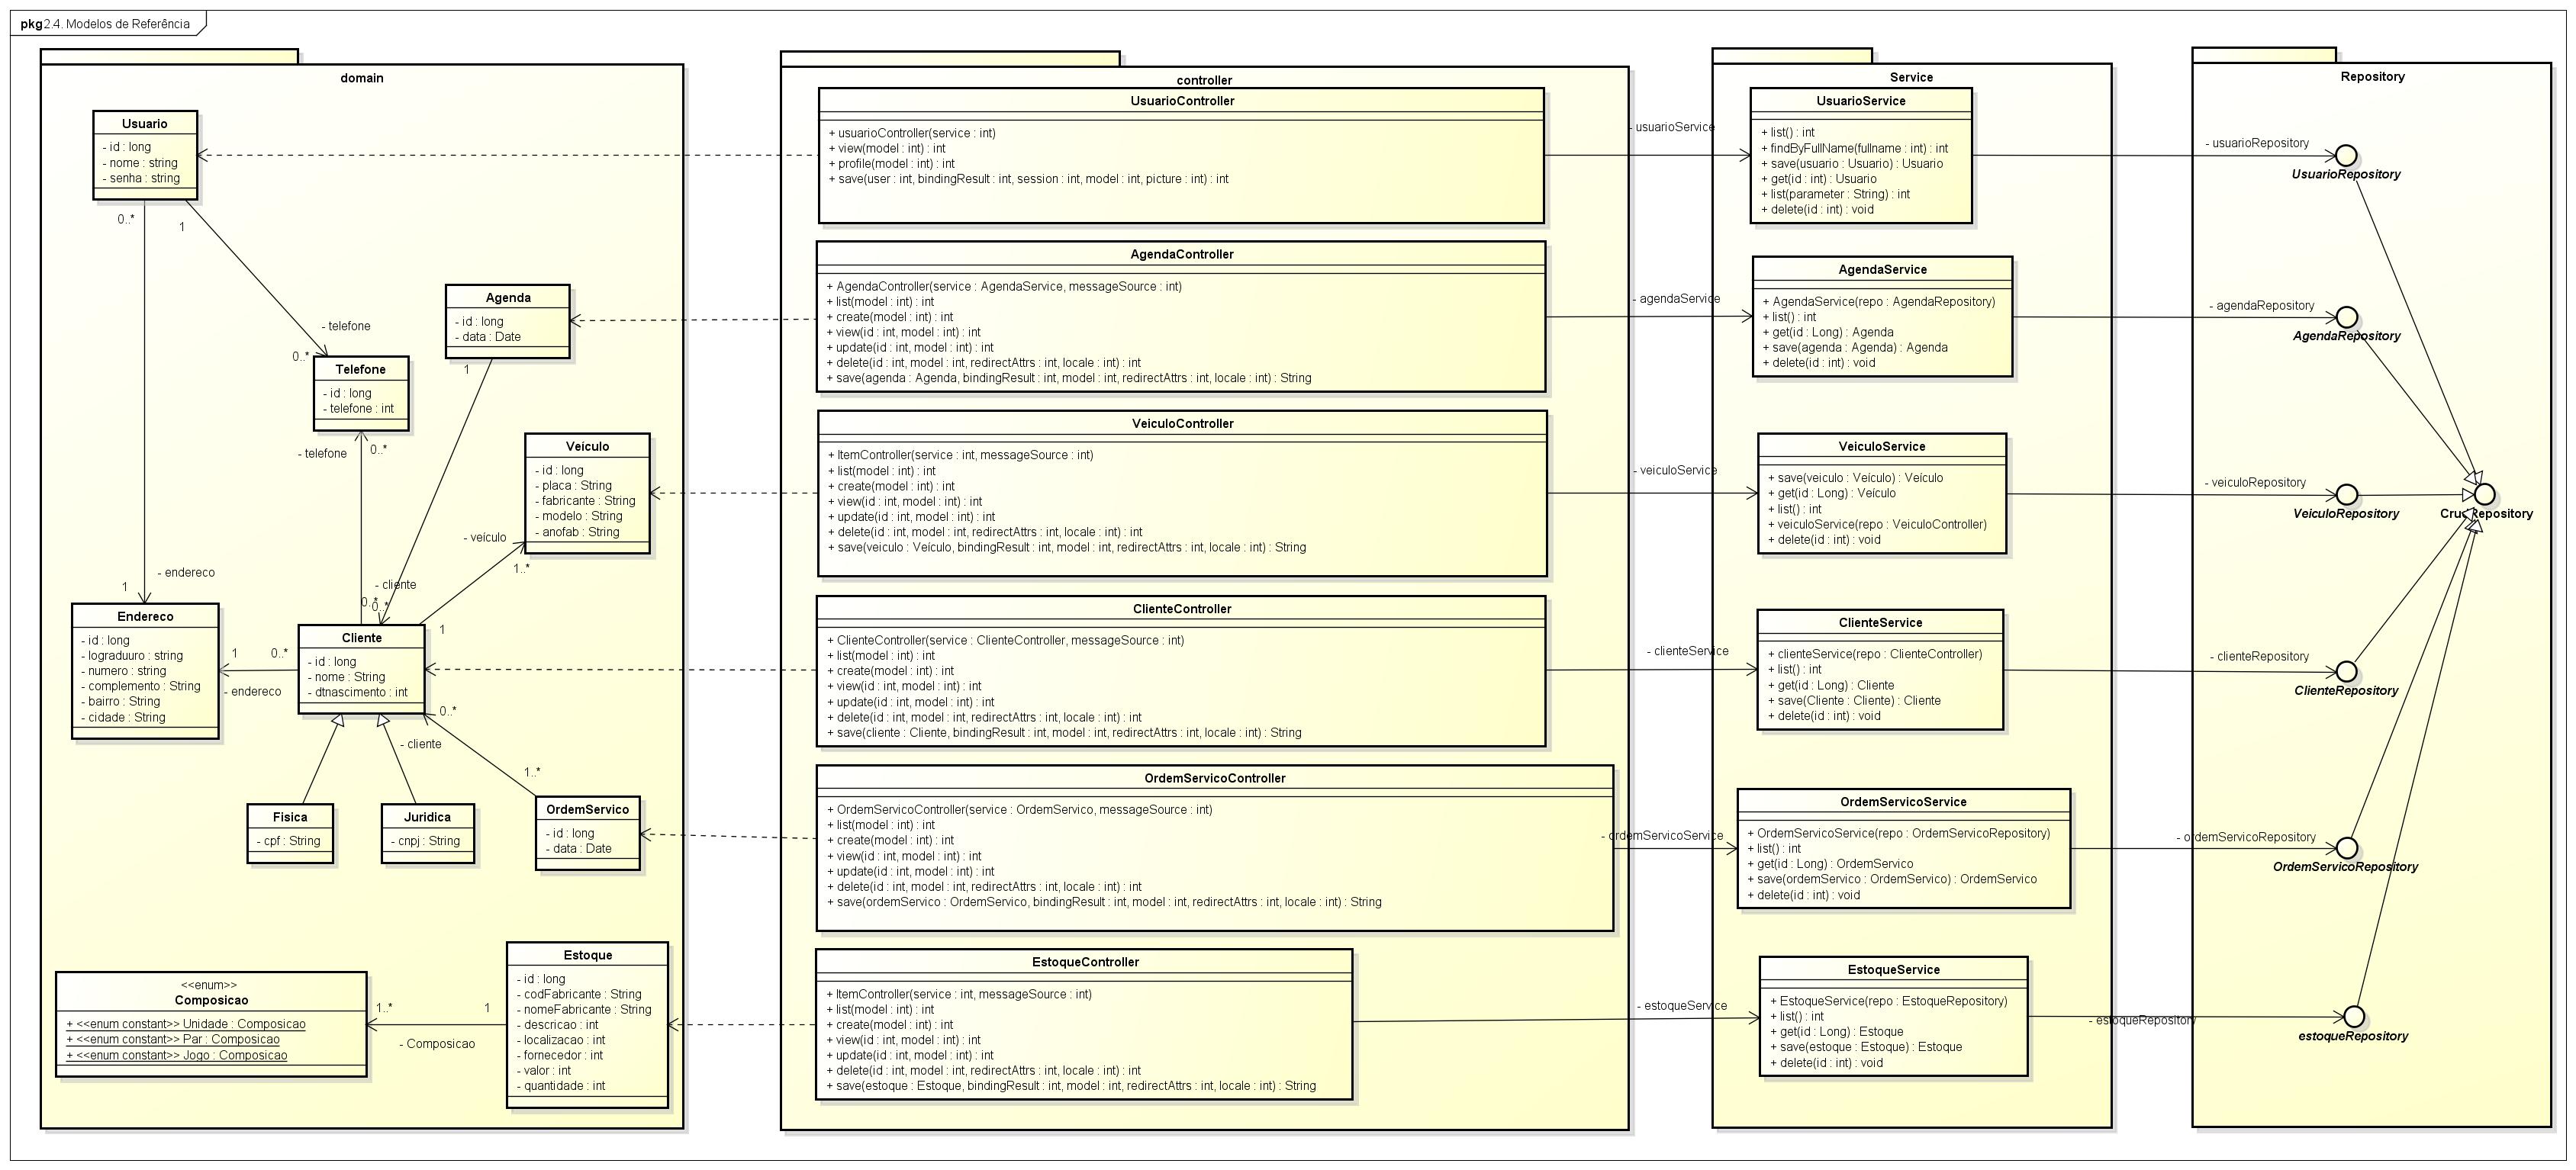 pkg 2.4. Modelos de Referência
domain
Usuario
- id : long
- nome : string
- senha : string
0..*
1
- telefone
0..*
Telefone
- id : long
- telefone : int
- telefone
0..*
Agenda
- id : long
- data : Date
1
Veículo
- id : long
- placa : String
- fabricante : String
- modelo : String
- anofab : String
- veículo
1..*
- endereco
1
- cliente
0..*
0..*
1
Endereco
- id : long
- lograduuro : string
- numero : string
- complemento : String
- bairro : String
- cidade : String
1
0..*
- endereco
Cliente
- id : long
- nome : String
- dtnascimento : int
0..*
- cliente
1..*
Fisica
- cpf : String
Juridica
- cnpj : String
OrdemServico
- id : long
- data : Date
<<enum>>
Composicao
+ <<enum constant>> Unidade : Composicao
+ <<enum constant>> Par : Composicao
+ <<enum constant>> Jogo : Composicao
1..*
1
- Composicao
Estoque
- id : long
- codFabricante : String
- nomeFabricante : String
- descricao : int
- localizacao : int
- fornecedor : int
- valor : int
- quantidade : int
controller
UsuarioController
+ usuarioController(service : int)
+ view(model : int) : int
+ profile(model : int) : int
+ save(user : int, bindingResult : int, session : int, model : int, picture : int) : int
AgendaController
+ AgendaController(service : AgendaService, messageSource : int)
+ list(model : int) : int
+ create(model : int) : int
+ view(id : int, model : int) : int
+ update(id : int, model : int) : int
+ delete(id : int, model : int, redirectAttrs : int, locale : int) : int
+ save(agenda : Agenda, bindingResult : int, model : int, redirectAttrs : int, locale : int) : String
VeiculoController
+ ItemController(service : int, messageSource : int)
+ list(model : int) : int
+ create(model : int) : int
+ view(id : int, model : int) : int
+ update(id : int, model : int) : int
+ delete(id : int, model : int, redirectAttrs : int, locale : int) : int
+ save(veiculo : Veículo, bindingResult : int, model : int, redirectAttrs : int, locale : int) : String
ClienteController
+ ClienteController(service : ClienteController, messageSource : int)
+ list(model : int) : int
+ create(model : int) : int
+ view(id : int, model : int) : int
+ update(id : int, model : int) : int
+ delete(id : int, model : int, redirectAttrs : int, locale : int) : int
+ save(cliente : Cliente, bindingResult : int, model : int, redirectAttrs : int, locale : int) : String
OrdemServicoController
+ OrdemServicoController(service : OrdemServico, messageSource : int)
+ list(model : int) : int
+ create(model : int) : int
+ view(id : int, model : int) : int
+ update(id : int, model : int) : int
+ delete(id : int, model : int, redirectAttrs : int, locale : int) : int
+ save(ordemServico : OrdemServico, bindingResult : int, model : int, redirectAttrs : int, locale : int) : String
EstoqueController
+ ItemController(service : int, messageSource : int)
+ list(model : int) : int
+ create(model : int) : int
+ view(id : int, model : int) : int
+ update(id : int, model : int) : int
+ delete(id : int, model : int, redirectAttrs : int, locale : int) : int
+ save(estoque : Estoque, bindingResult : int, model : int, redirectAttrs : int, locale : int) : String
- usuarioService
- agendaService
- veiculoService
- clienteService
- ordemServicoService
- estoqueService
Service
UsuarioService
+ list() : int
+ findByFullName(fullname : int) : int
+ save(usuario : Usuario) : Usuario
+ get(id : int) : Usuario
+ list(parameter : String) : int
+ delete(id : int) : void
AgendaService
+ AgendaService(repo : AgendaRepository)
+ list() : int
+ get(id : Long) : Agenda
+ save(agenda : Agenda) : Agenda
+ delete(id : int) : void
VeiculoService
+ save(veiculo : Veículo) : Veículo
+ get(id : Long) : Veículo
+ list() : int
+ veiculoService(repo : VeiculoController)
+ delete(id : int) : void
ClienteService
+ clienteService(repo : ClienteController)
+ list() : int
+ get(id : Long) : Cliente
+ save(Cliente : Cliente) : Cliente
+ delete(id : int) : void
OrdemServicoService
+ OrdemServicoService(repo : OrdemServicoRepository)
+ list() : int
+ get(id : Long) : OrdemServico
+ save(ordemServico : OrdemServico) : OrdemServico
+ delete(id : int) : void
EstoqueService
+ EstoqueService(repo : EstoqueRepository)
+ list() : int
+ get(id : Long) : Estoque
+ save(estoque : Estoque) : Estoque
+ delete(id : int) : void
Repository
- usuarioRepository
UsuarioRepository
- agendaRepository
AgendaRepository
- veiculoRepository
VeiculoRepository
CrudRepository
- clienteRepository
ClienteRepository
- ordemServicoRepository
OrdemServicoRepository
- estoqueRepository
estoqueRepository